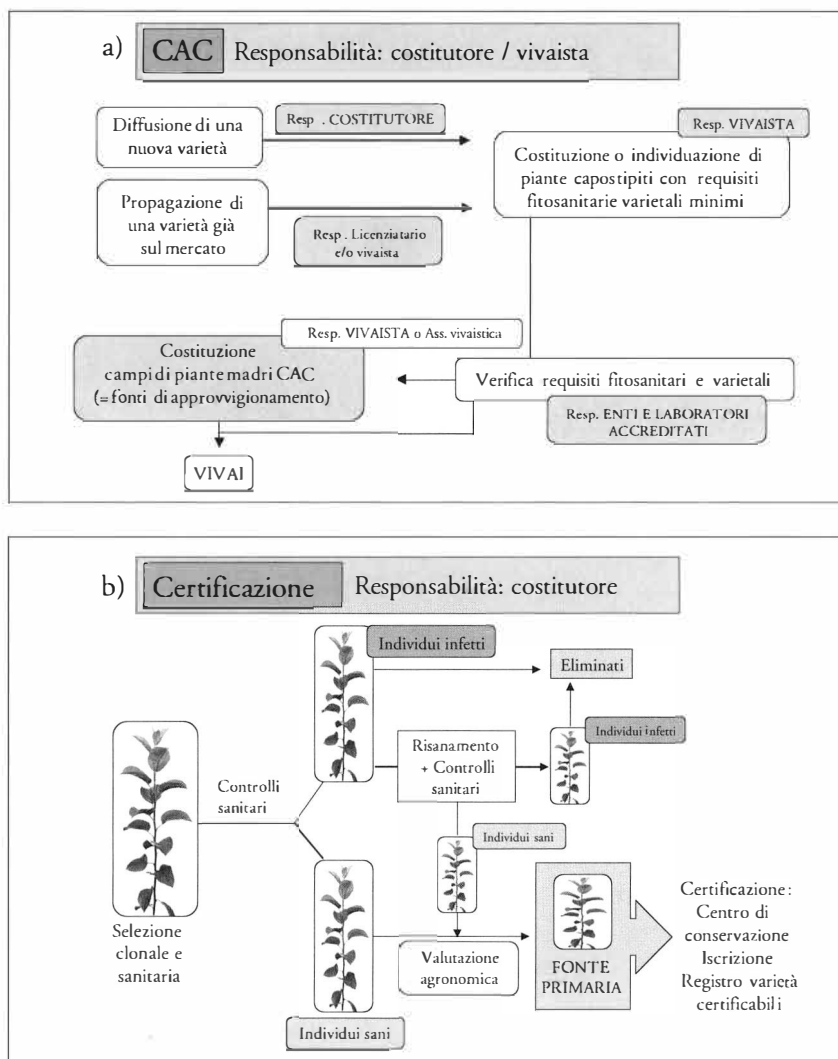 a) CAC Responsabilità: costitutore / vivaista
Diffusione di una
nuova varietà
Resp . COSTITUTORE
Resp. VIVAISTA
Costituzione o individuazione di
piante capostipiti con requisiti
fitosanitarie varietali minimi
Propagazione di
una varietà già
sul mercato
Resp . Licenziatario
e/o vivaista
Resp. VIVAISTA o Ass. vivaistica
Costituzione
campi di piante madri CAC
(= fonti di approvvigionamento)
Verifica requisiti fitosanitari e varietali
Resp. ENTI E LABORATORI
ACCREDITATI
VIVAI
b) Certificazione Responsabilità: costitutore
Individui infetti
Eliminati
Individui infetti
Risanamento
+ Controlli
sanitari
Controlli
sanitari
Individui sani
Selezione
clonale e
sanitaria
Valutazione
agronomica
FONTE
PRIMARIA
Certificazione:
Centro di
conservazione
Iscrizione
Registro varietà
certificabili
Individui sani